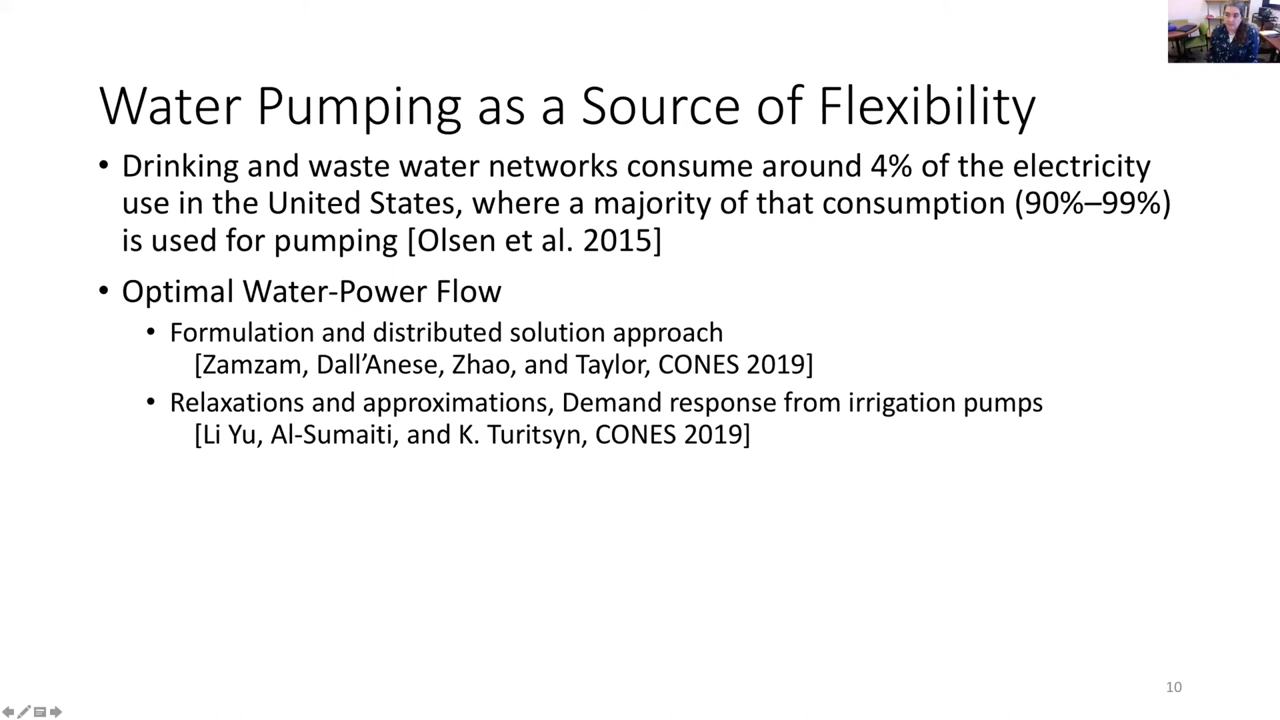 Water Pumping as a Source of Flexibility
• Drinking and waste water networks consume around 4% of the electricity
use in the United States, where a majority of that consumption (90%–99%)
is used for pumping [Olsen et al. 2015]
• Optimal Water-Power Flow
• Formulation and distributed solution approach
[Zamzam, Dall’Anese, Zhao, and Taylor, CONES 2019]
• Relaxations and approximations, Demand response from irrigation pumps
[Li Yu, Al-Sumaiti, and K. Turitsyn, CONES 2019]
10